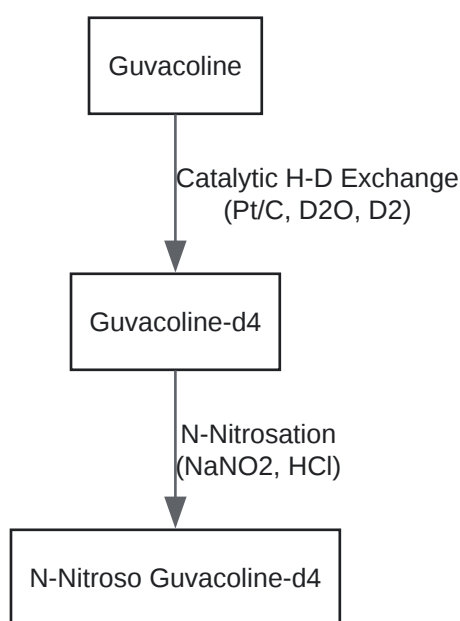 Guvacoline
Catalytic H-D Exchange
(Pt/C, D2O, D2)
Guvacoline-d4
N-Nitrosation
(NaNO2, HCl)
N-Nitroso Guvacoline-d4